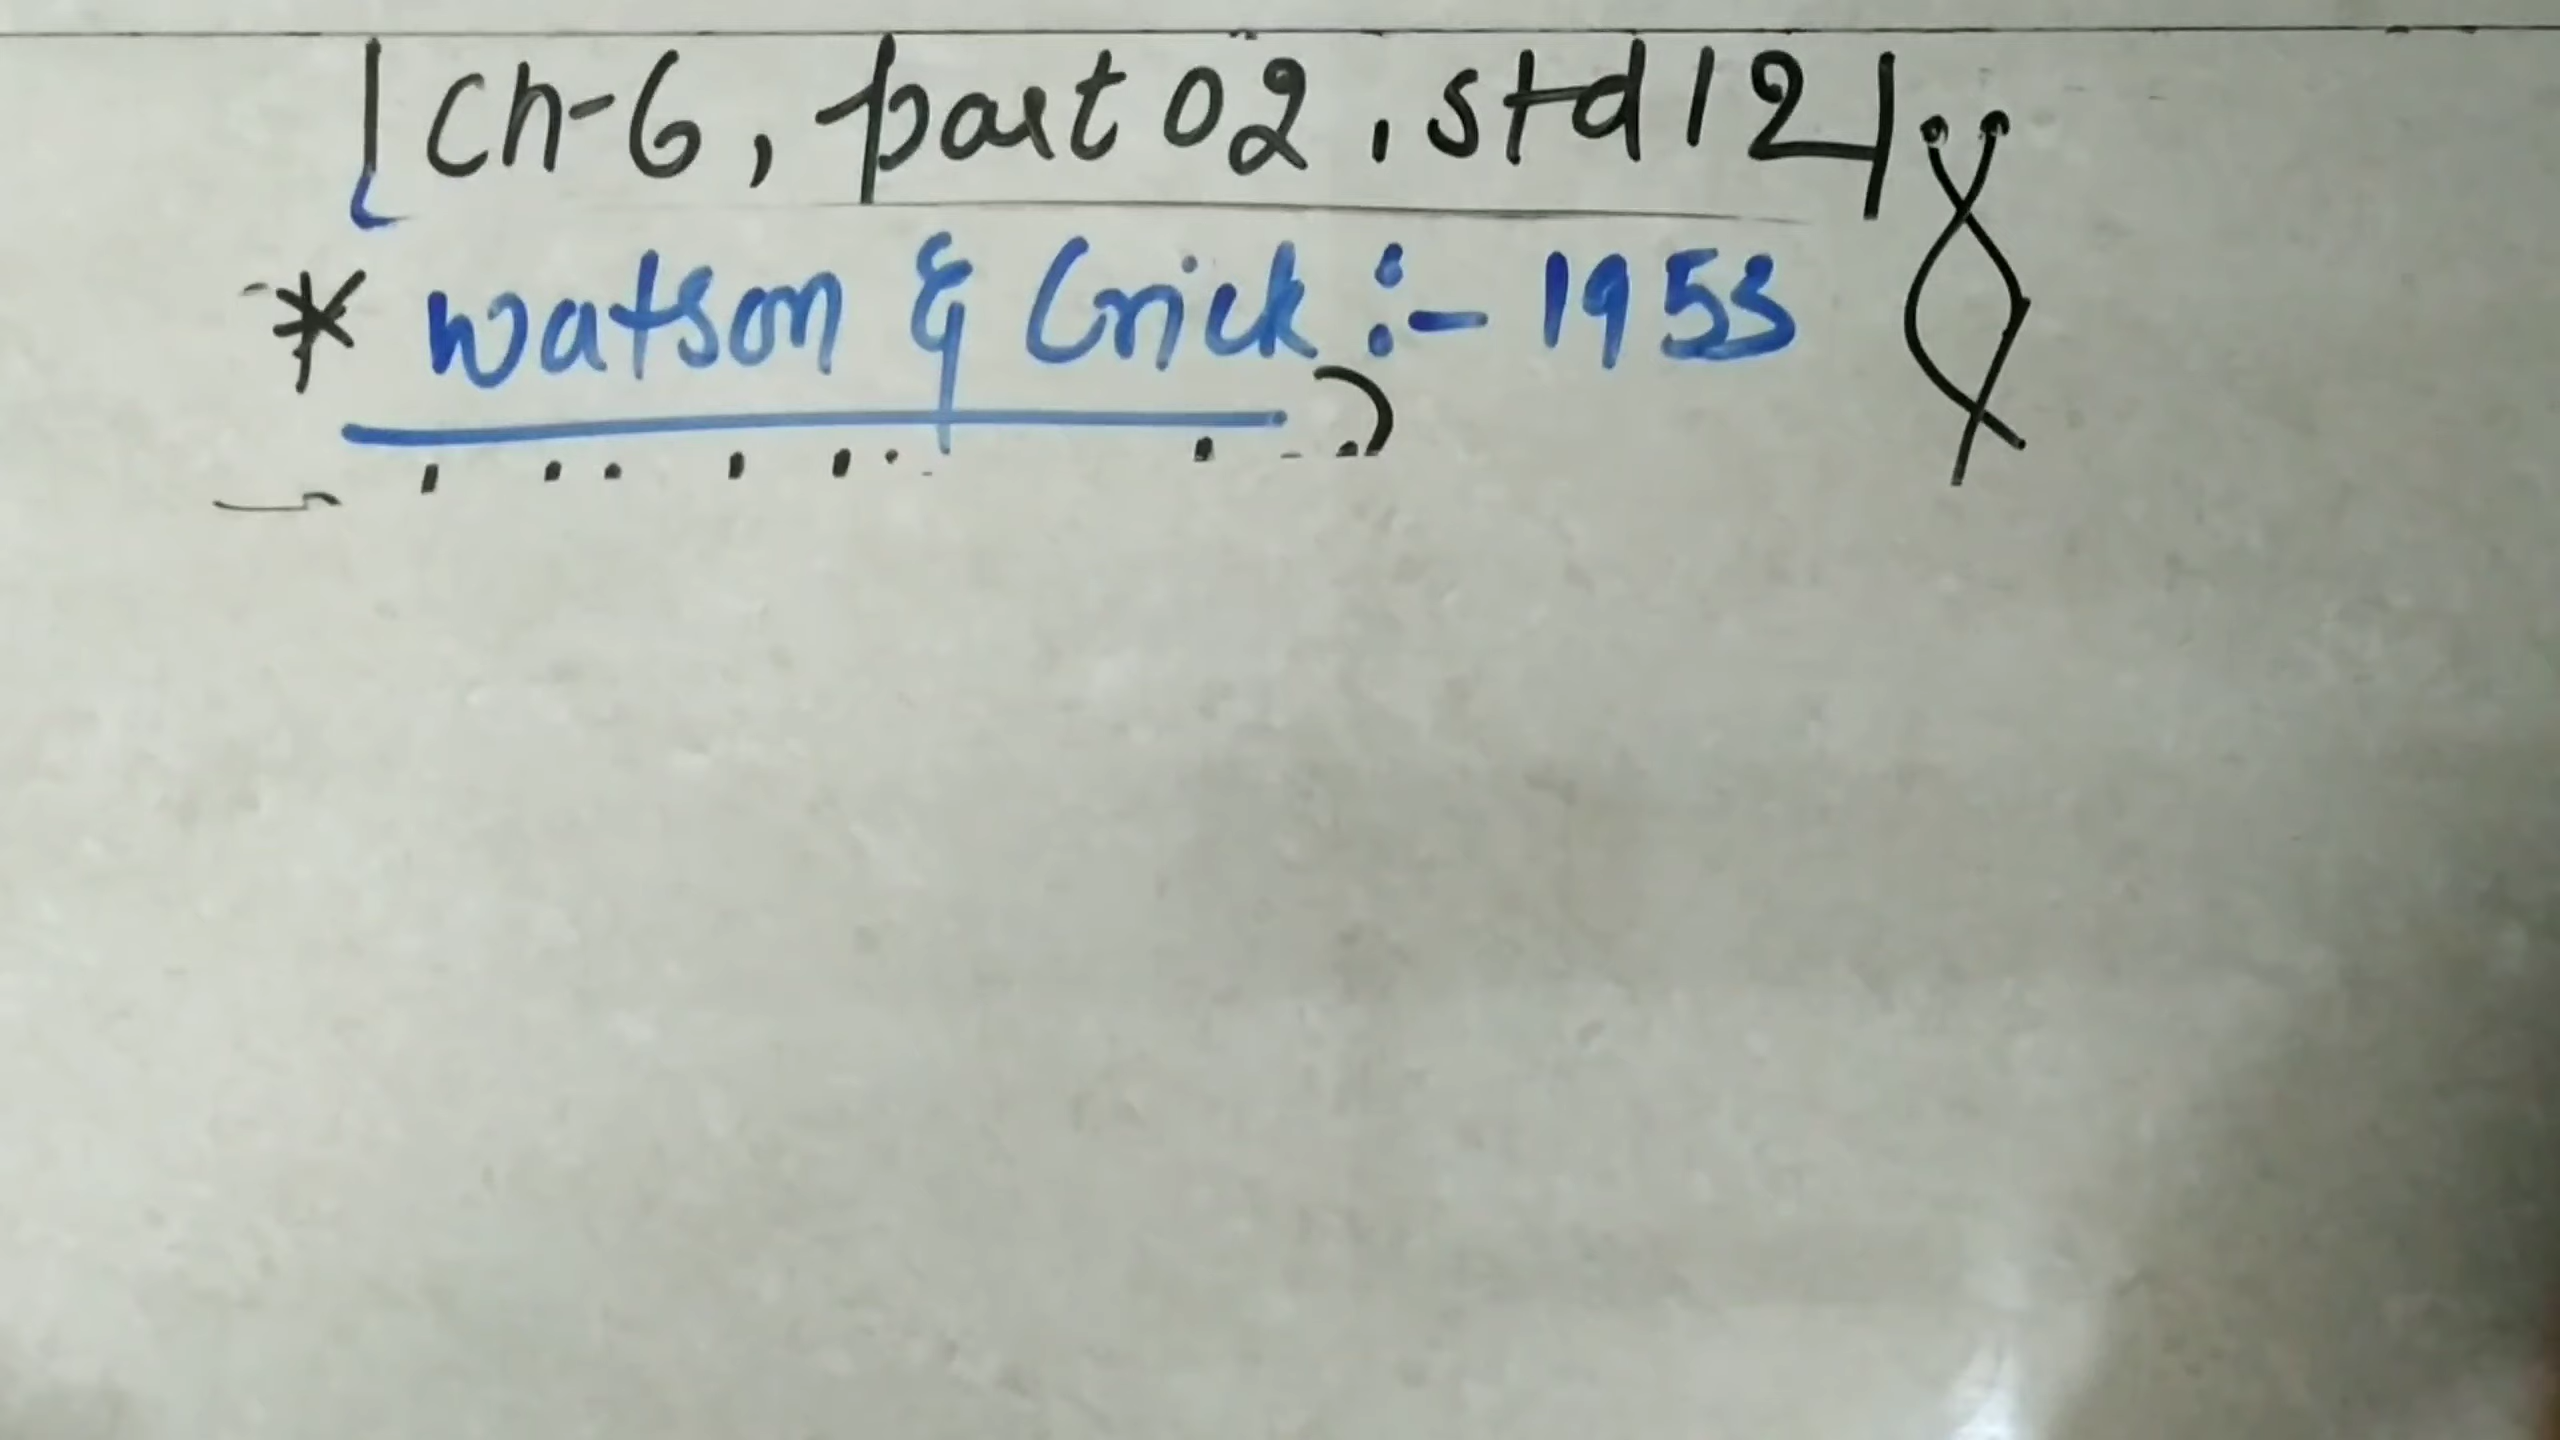 [Ch-6, part 02, std 12]
* Watson & Crick :- 1953